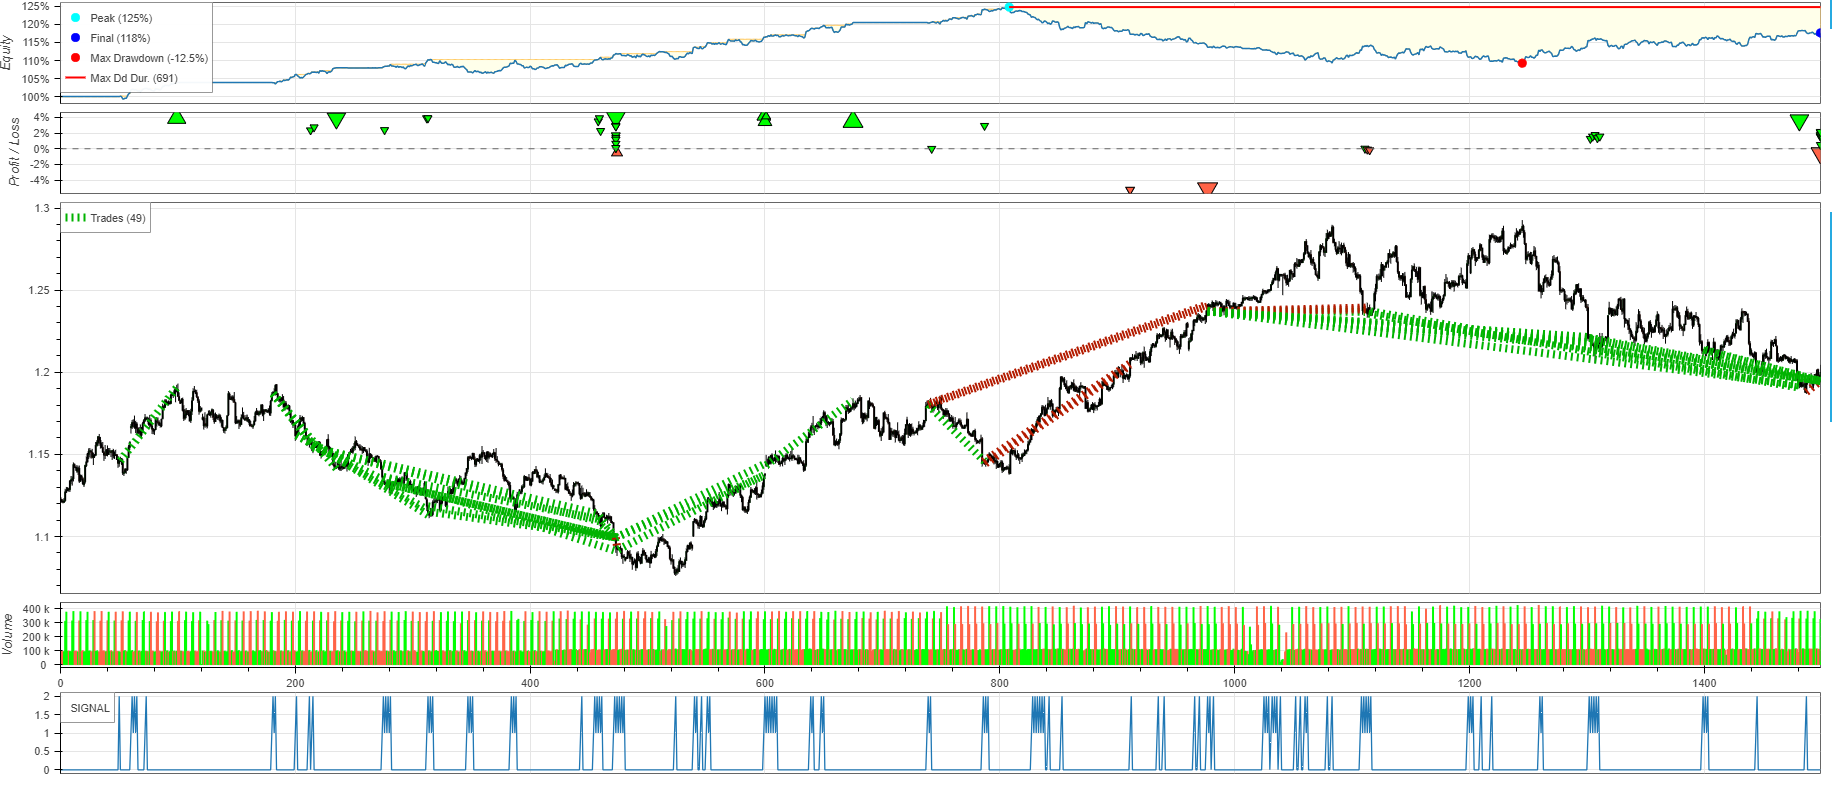 125%
120%
115%
110%
105%
100%
Equity
Peak (125%)
Final (118%)
Max Drawdown (-12.5%)
Max Dd Dur. (691)
4%
2%
0%
-2%
-4%
Profit / Loss
1.3
1.25
1.2
1.15
1.1
Trades (49)
400 k
300 k
200 k
100 k
0
Volume
0 200 400 600 800 1000 1200 1400
2
1.5
1
0.5
0
SIGNAL